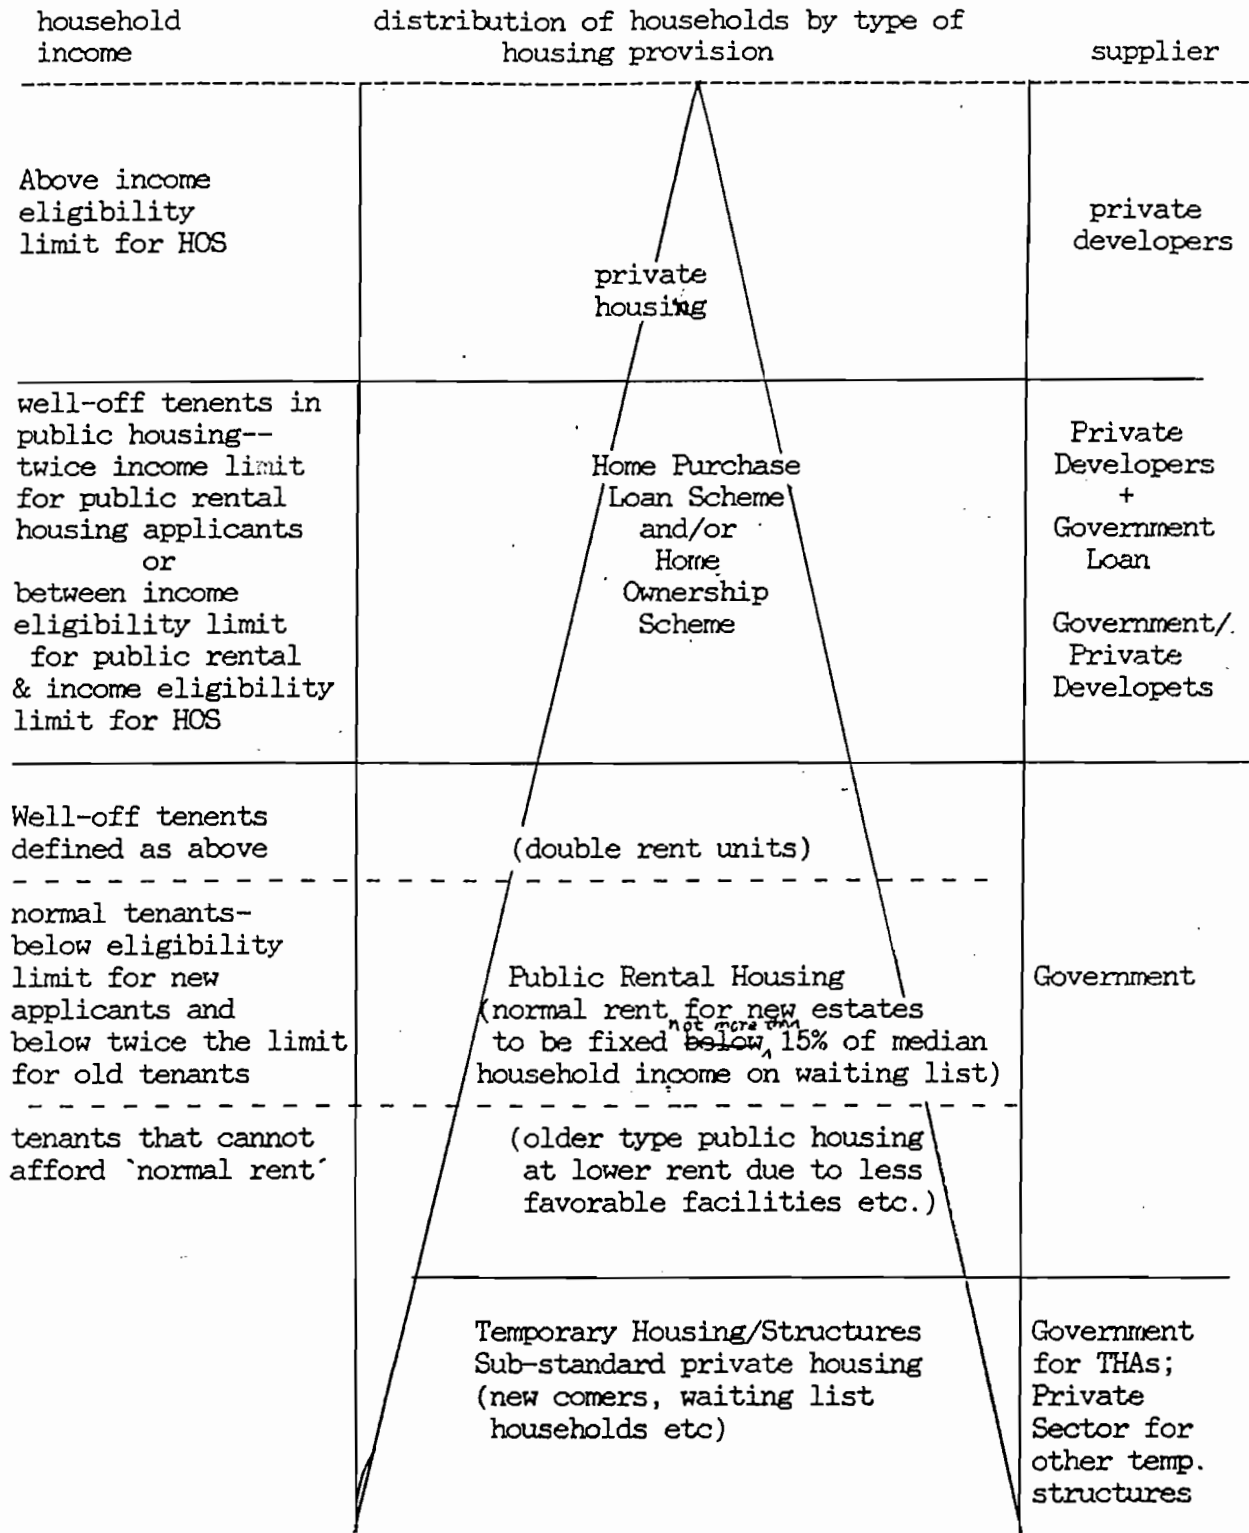 household
income
distribution of households by type of
housing provision
supplier
Above income
eligibility
limit for HOS
private
housing
private
developers
well-off tenents in
public housing--
twice income limit
for public rental
housing applicants
or
between income
eligibility limit
for public rental
& income eligibility
limit for HOS
Home Purchase
Loan Scheme
and/or
Home
Ownership
Scheme
Private
Developers
+
Government
Loan
Government/
Private
Developets
Well-off tenents
defined as above
(double rent units)
normal tenants-
below eligibility
limit for new
applicants and
below twice the limit
for old tenants
Public Rental Housing
(normal rent for new estates
not more than
to be fixed below 15% of median
household income on waiting list)
Government
tenants that cannot
afford `normal rent´
(older type public housing
at lower rent due to less
favorable facilities etc.)
Temporary Housing/Structures
Sub-standard private housing
(new comers, waiting list
households etc)
Government
for THAs;
Private
Sector for
other temp.
structures